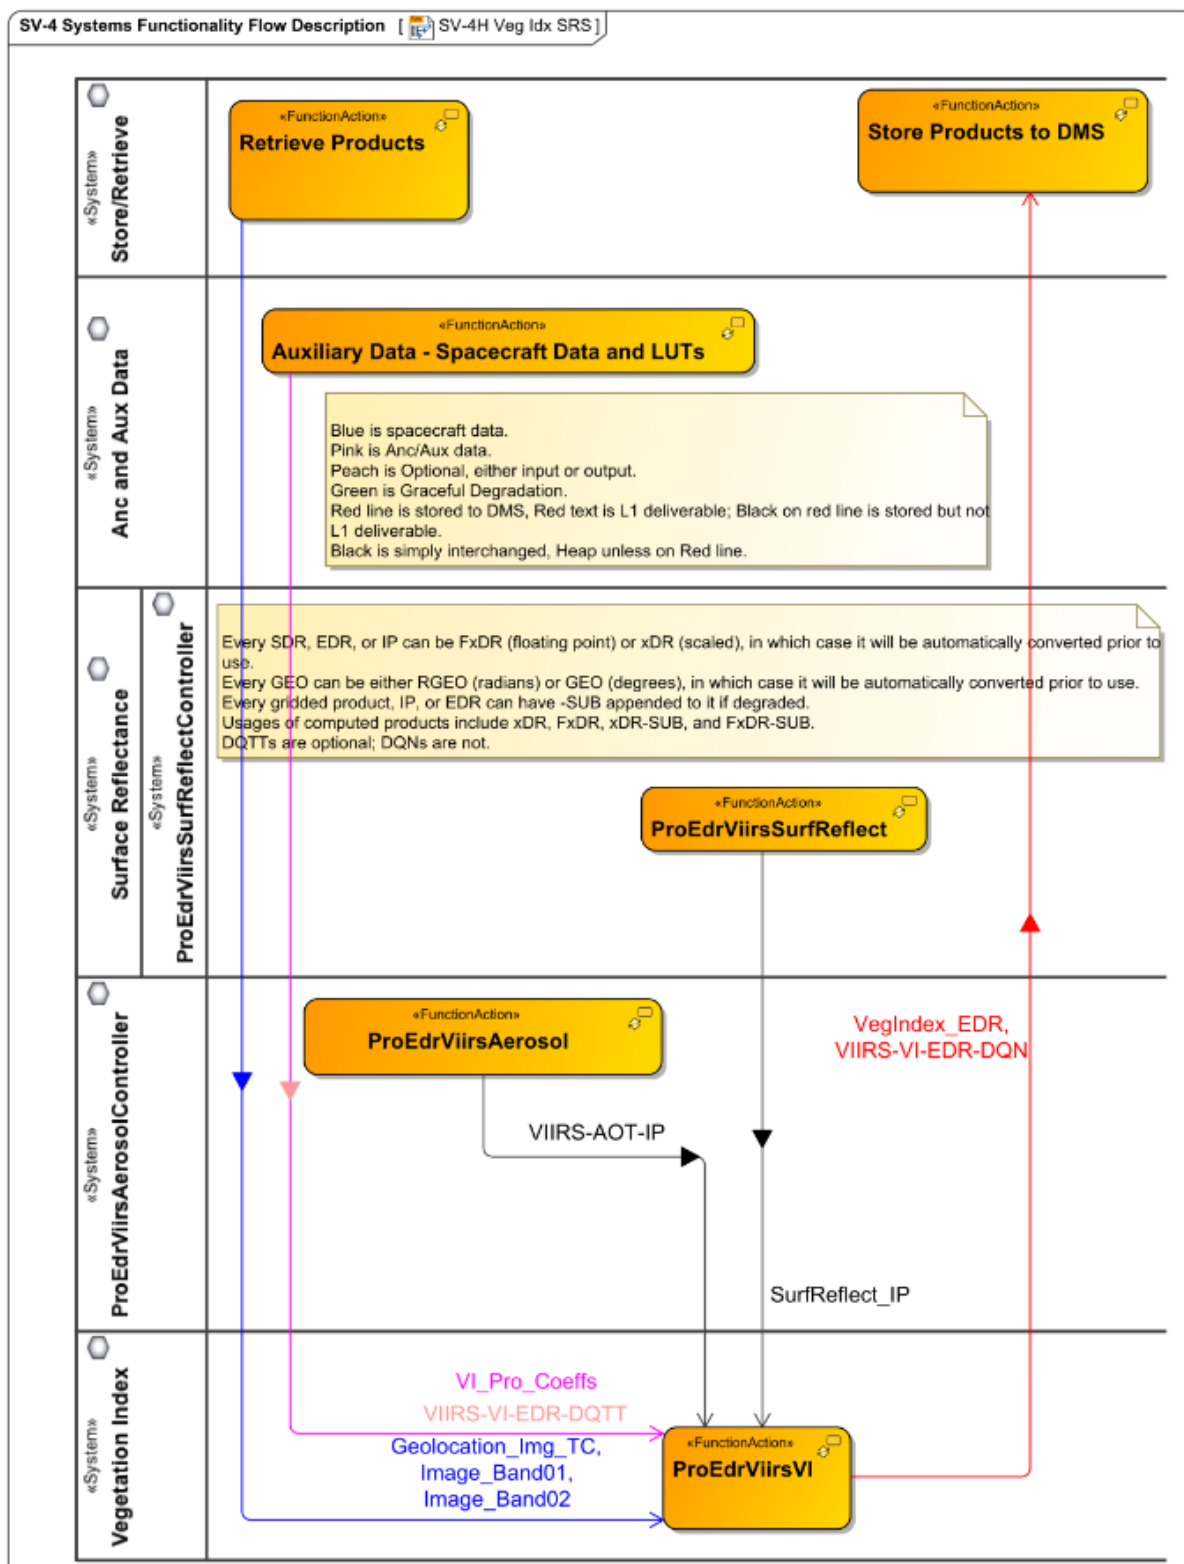 SV-4 Systems Functionality Flow Description [ SV-4H Veg Idx SRS ]
«System»
Store/Retrieve
«FunctionAction»
Retrieve Products
«FunctionAction»
Store Products to DMS
«System»
Anc and Aux Data
«FunctionAction»
Auxiliary Data - Spacecraft Data and LUTs
Blue is spacecraft data.
Pink is Anc/Aux data.
Peach is Optional, either input or output.
Green is Graceful Degradation.
Red line is stored to DMS, Red text is L1 deliverable; Black on red line is stored but not
L1 deliverable.
Black is simply interchanged, Heap unless on Red line.
«System»
Surface Reflectance
«System»
ProEdrViirsSurfReflectController
Every SDR, EDR, or IP can be FxDR (floating point) or xDR (scaled), in which case it will be automatically converted prior to
use.
Every GEO can be either RGEO (radians) or GEO (degrees), in which case it will be automatically converted prior to use.
Every gridded product, IP, or EDR can have -SUB appended to it if degraded.
Usages of computed products include xDR, FxDR, xDR-SUB, and FxDR-SUB.
DQTTs are optional; DQNs are not.
«FunctionAction»
ProEdrViirsSurfReflect
«System»
ProEdrViirsAerosolController
«FunctionAction»
ProEdrViirsAerosol
VegIndex_EDR,
VIIRS-VI-EDR-DQN
VIIRS-AOT-IP
SurfReflect_IP
«System»
Vegetation Index
VI_Pro_Coeffs
VIIRS-VI-EDR-DQTT
Geolocation_Img_TC,
Image_Band01,
Image_Band02
«FunctionAction»
ProEdrViirsVI